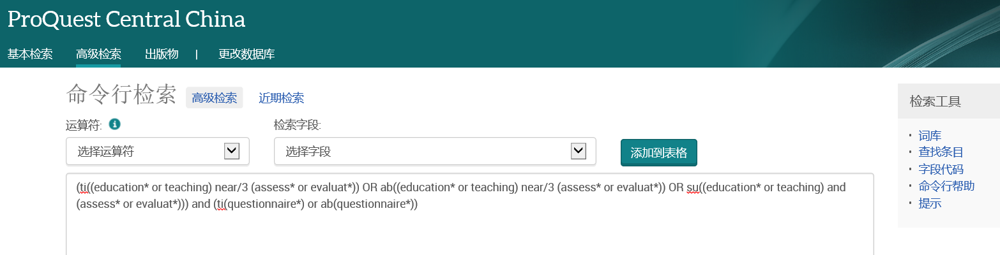 ProQuest Central China
基本检索 高级检索 出版物 | 更改数据库
命令行检索 高级检索 近期检索
运算符: 检索字段:
选择运算符 选择字段 添加到表格
(ti((education* or teaching) near/3 (assess* or evaluat*)) OR ab((education* or teaching) near/3 (assess* or evaluat*)) OR su((education* or teaching) and
(assess* or evaluat*))) and (ti(questionnaire*) or ab(questionnaire*))
检索工具
• 词库
• 查找条目
• 字段代码
• 命令行帮助
• 提示